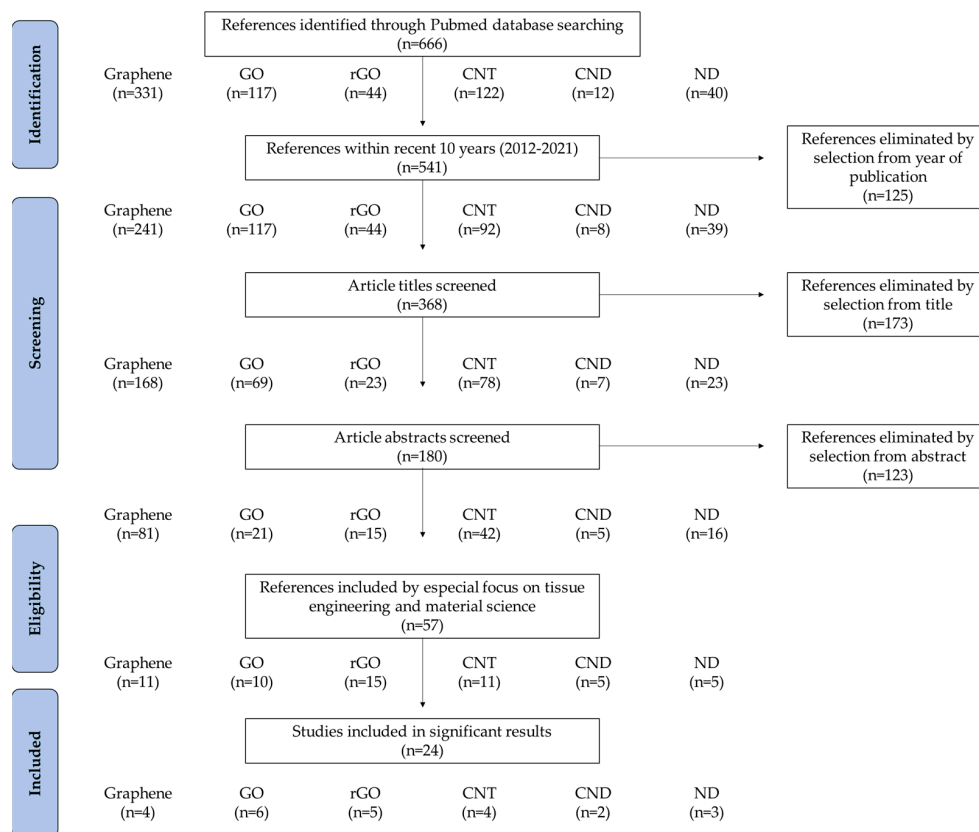 References identified through Pubmed database searching
(n=666)
Identification
Graphene
(n=331)
GO
(n=117)
rGO
(n=44)
CNT
(n=122)
CND
(n=12)
ND
(n=40)
References within recent 10 years (2012-2021)
(n=541)
References eliminated by
selection from year of
publication
(n=125)
Screening
Graphene
(n=241)
GO
(n=117)
rGO
(n=44)
CNT
(n=92)
CND
(n=8)
ND
(n=39)
Article titles screened
(n=368)
References eliminated by
selection from title
(n=173)
Graphene
(n=168)
GO
(n=69)
rGO
(n=23)
CNT
(n=78)
CND
(n=7)
ND
(n=23)
Article abstracts screened
(n=180)
References eliminated by
selection from abstract
(n=123)
Eligibility
Graphene
(n=81)
GO
(n=21)
rGO
(n=15)
CNT
(n=42)
CND
(n=5)
ND
(n=16)
References included by especial focus on tissue
engineering and material science
(n=57)
Graphene
(n=11)
GO
(n=10)
rGO
(n=15)
CNT
(n=11)
CND
(n=5)
ND
(n=5)
Included
Studies included in significant results
(n=24)
Graphene
(n=4)
GO
(n=6)
rGO
(n=5)
CNT
(n=4)
CND
(n=2)
ND
(n=3)